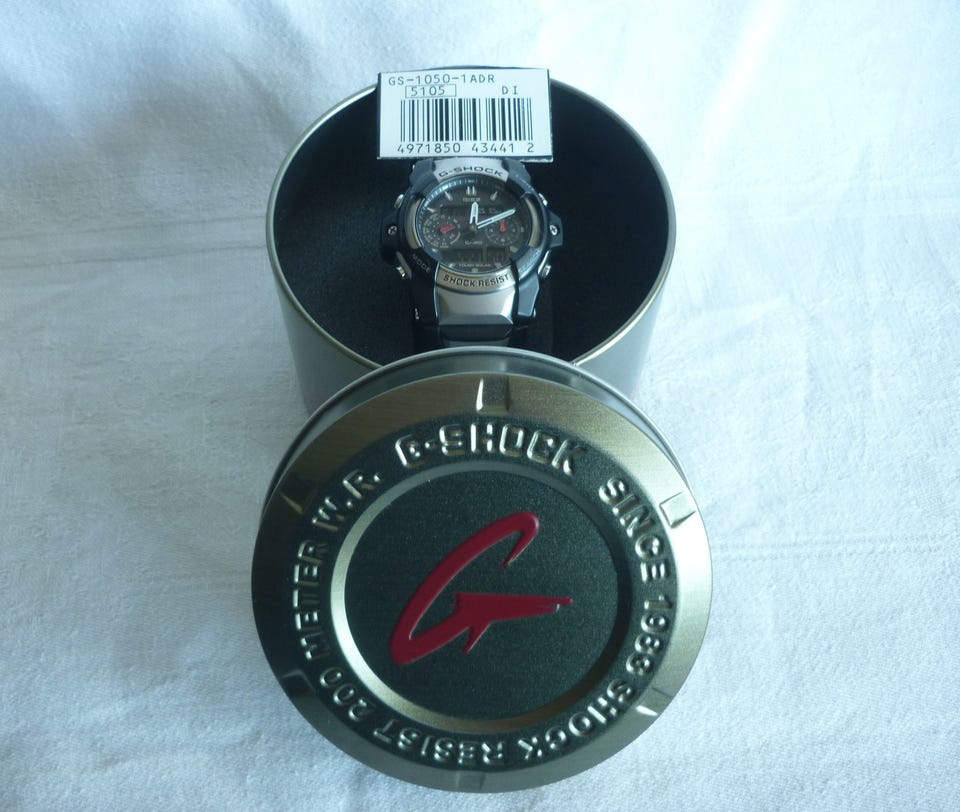 GS-1050-1ADR
5105 DI
4971850 43441 2
G-SHOCK
MODE
SHOCK RESIST
G-SHOCK SINCE 1983 SHOCK RESIST 200 METER W.R.
G